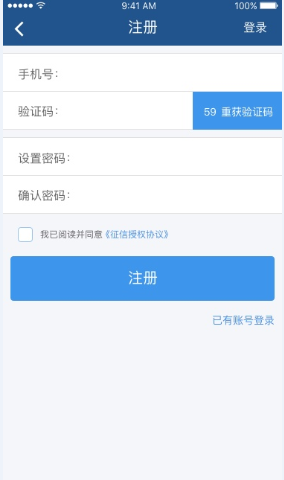 9:41 AM 100%
注册 登录
手机号：
验证码： 59 重获验证码
设置密码：
确认密码：
我已阅读并同意《征信授权协议》
注册
已有账号登录